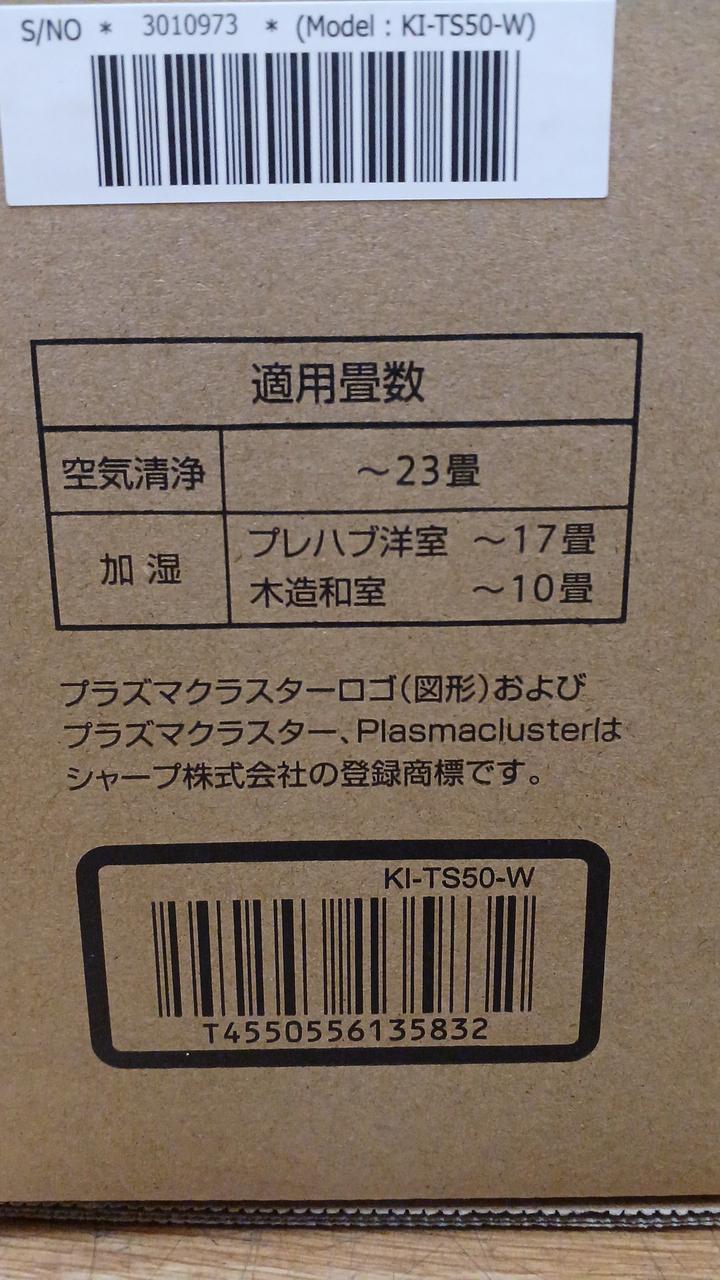 S/NO * 3010973 * (Model : KI-TS50-W)
適用畳数
空気清浄 ～23畳
加湿 プレハブ洋室 ～17畳
木造和室 ～10畳
プラズマクラスターロゴ(図形)および
プラズマクラスター、Plasmaclusterは
シャープ株式会社の登録商標です。
KI-TS50-W
T4550556135832